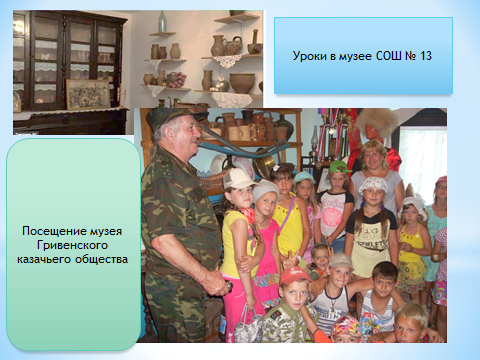 Уроки в музее СОШ № 13
Посещение музея
Гривенского
казачьего общества